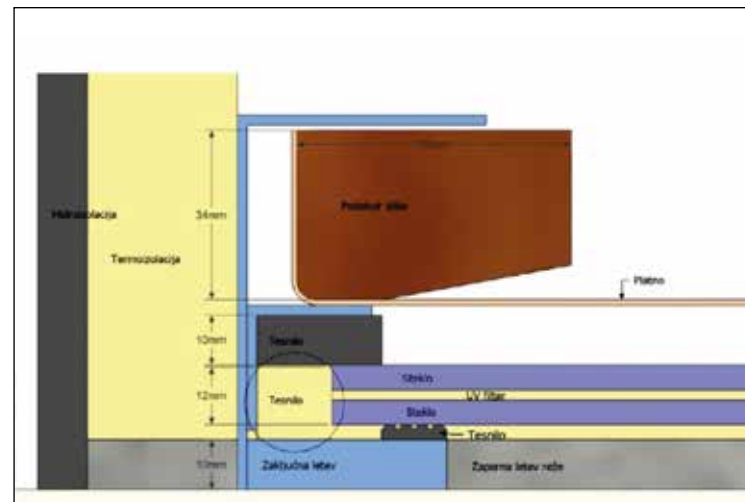 Hidroizolacija
Termoizolacija
34mm
Podokvir slike
Platno
10mm
Tesnilo
12mm
Tesnilo
Steklo
UV filter
Steklo
Tesnilo
10mm
Zaključna letev
Zaporna letev reže